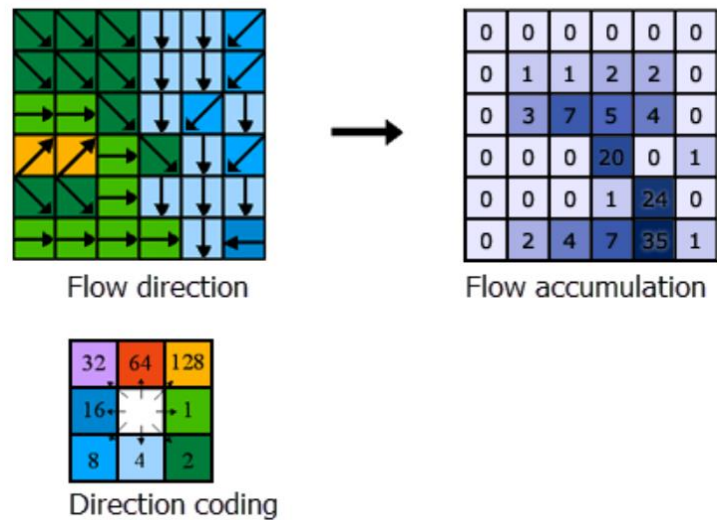 0 0 0 0 0 0
0 1 1 2 2 0
0 3 7 5 4 0
0 0 0 20 0 1
0 0 0 1 24 0
0 2 4 7 35 1
Flow direction
Flow accumulation
32 64 128
16 1
8 4 2
Direction coding